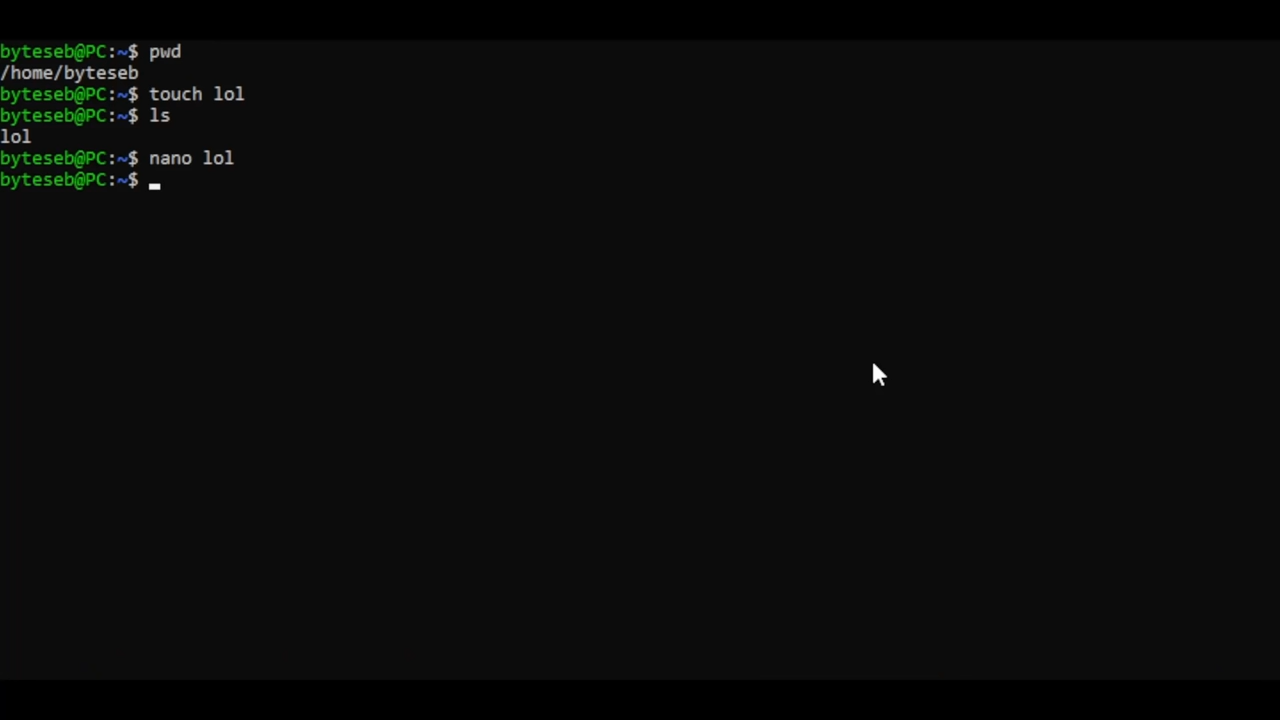 byteseb@PC:~$ pwd
/home/byteseb
byteseb@PC:~$ touch lol
byteseb@PC:~$ ls
lol
byteseb@PC:~$ nano lol
byteseb@PC:~$